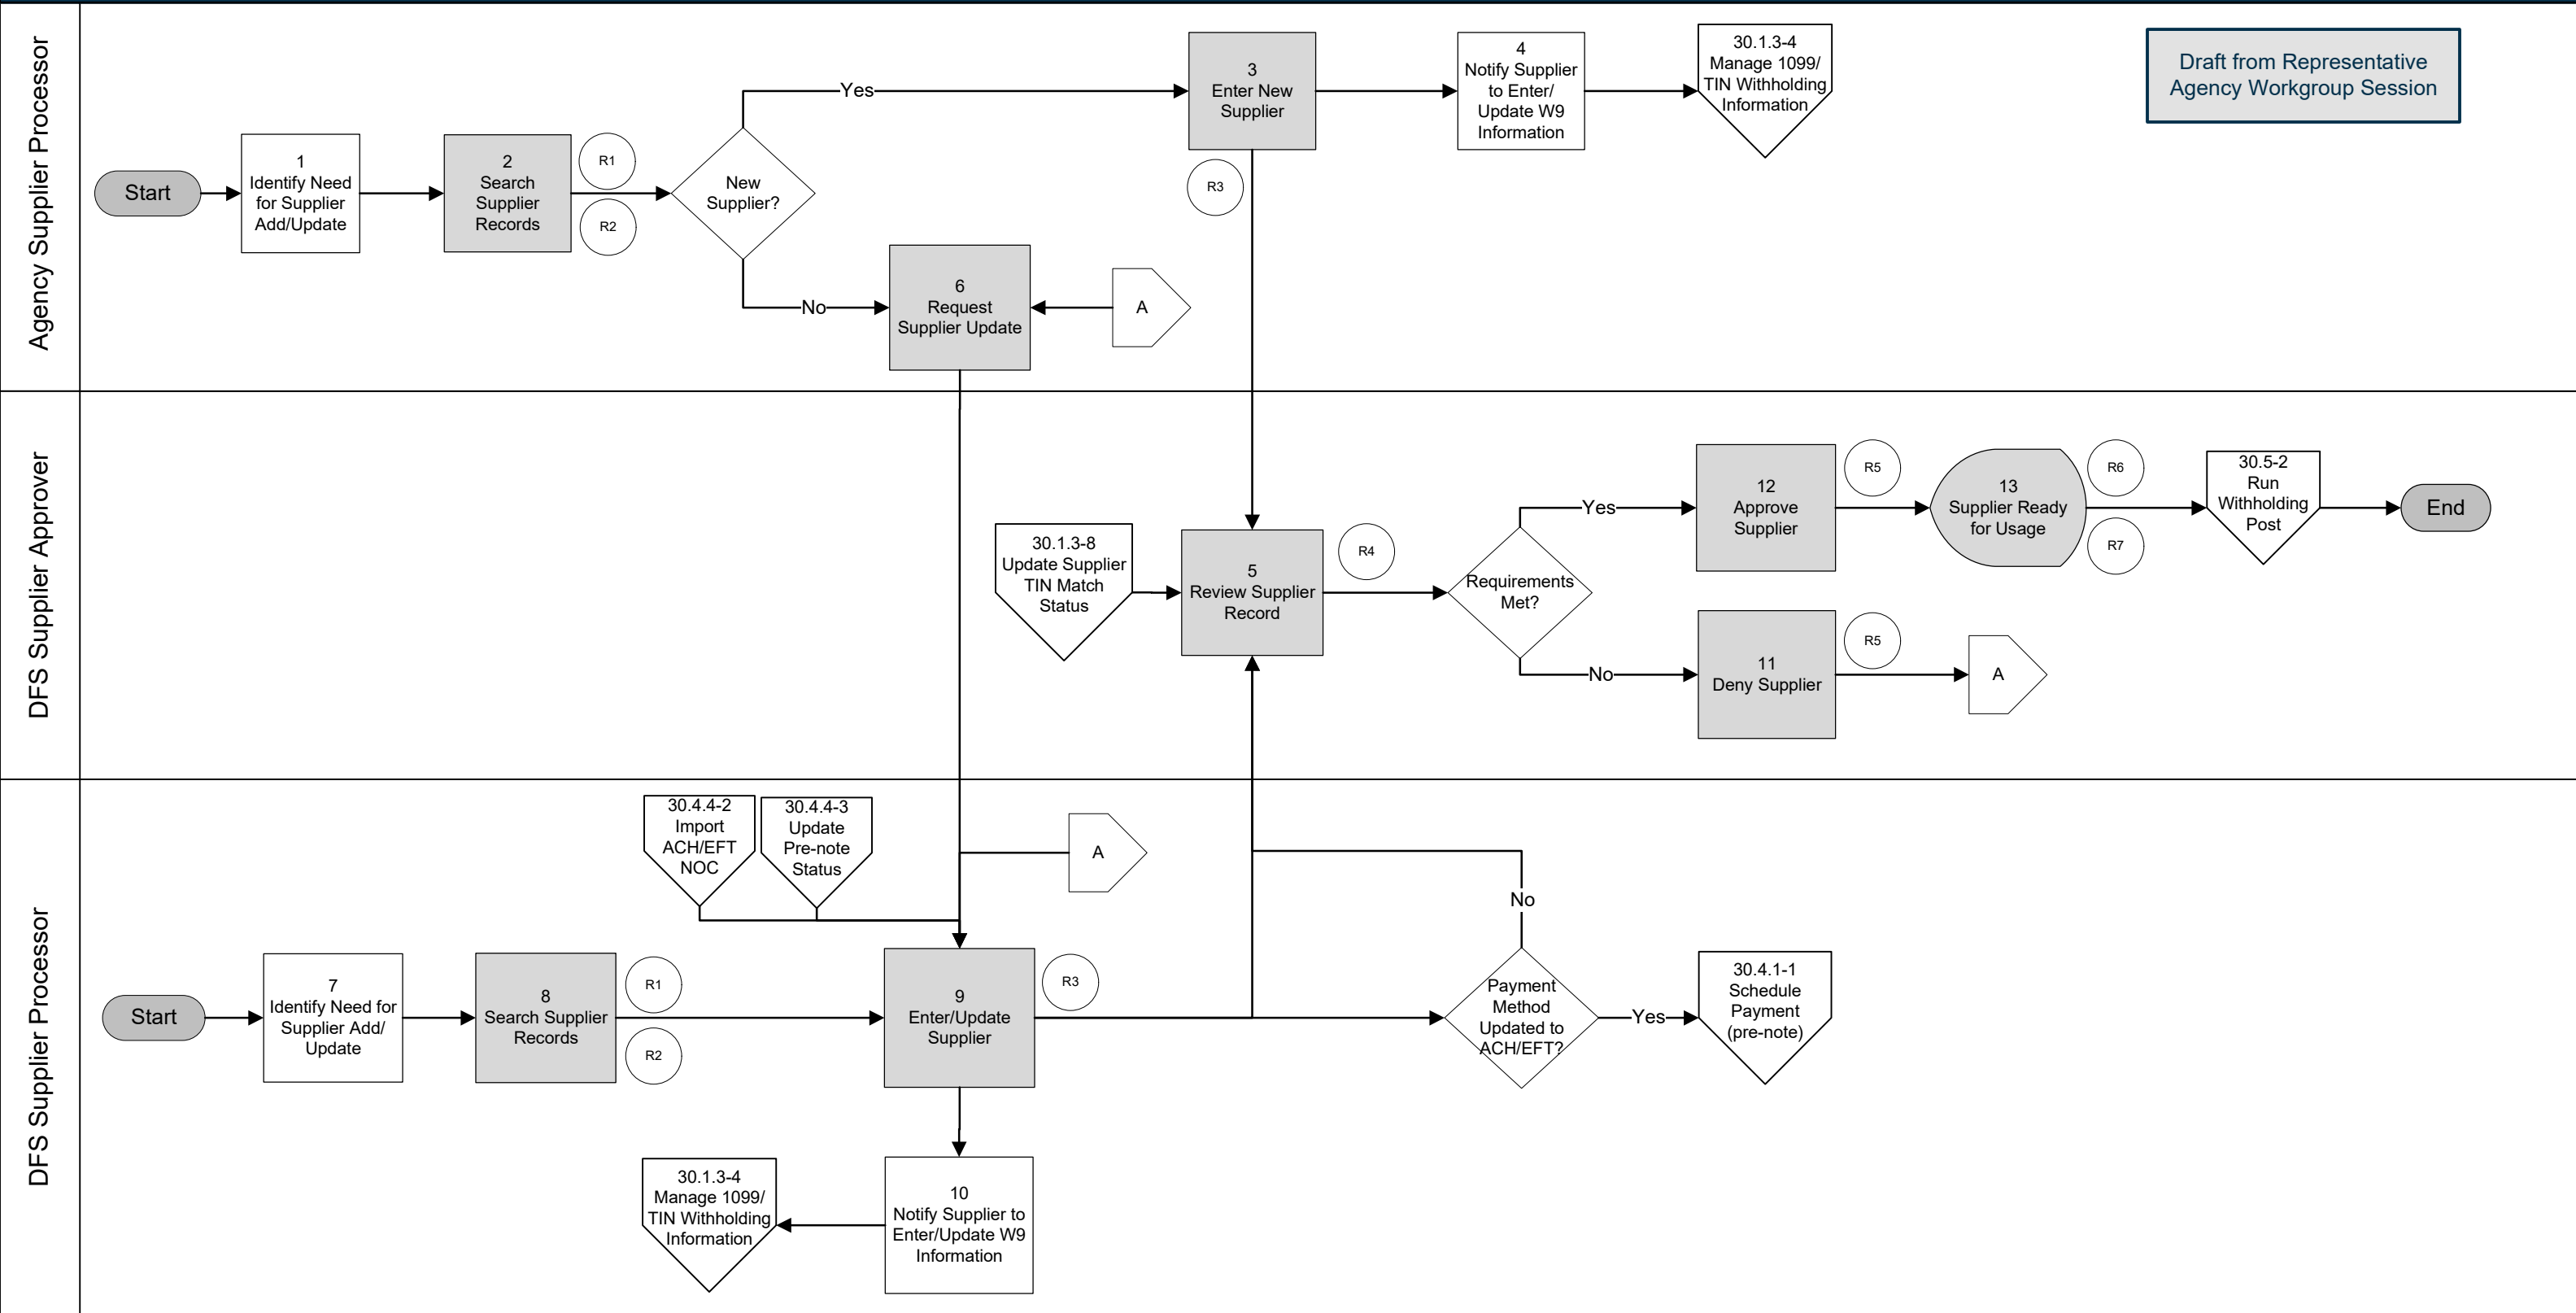 Agency Supplier Processor
Start
1
Identify Need
for Supplier
Add/Update
2
Search
Supplier
Records
R1
R2
New
Supplier?
Yes
No
3
Enter New
Supplier
R3
4
Notify Supplier
to Enter/
Update W9
Information
30.1.3-4
Manage 1099/
TIN Withholding
Information
Draft from Representative
Agency Workgroup Session
6
Request
Supplier Update
A
DFS Supplier Approver
30.1.3-8
Update Supplier
TIN Match
Status
5
Review Supplier
Record
R4
Requirements
Met?
Yes
No
12
Approve
Supplier
R5
13
Supplier Ready
for Usage
R6
R7
30.5-2
Run
Withholding
Post
End
11
Deny Supplier
R5
A
DFS Supplier Processor
30.4.4-2
Import
ACH/EFT
NOC
30.4.4-3
Update
Pre-note
Status
A
Start
7
Identify Need for
Supplier Add/
Update
8
Search Supplier
Records
R1
R2
9
Enter/Update
Supplier
R3
No
Payment
Method
Updated to
ACH/EFT?
Yes
30.4.1-1
Schedule
Payment
(pre-note)
30.1.3-4
Manage 1099/
TIN Withholding
Information
10
Notify Supplier to
Enter/Update W9
Information